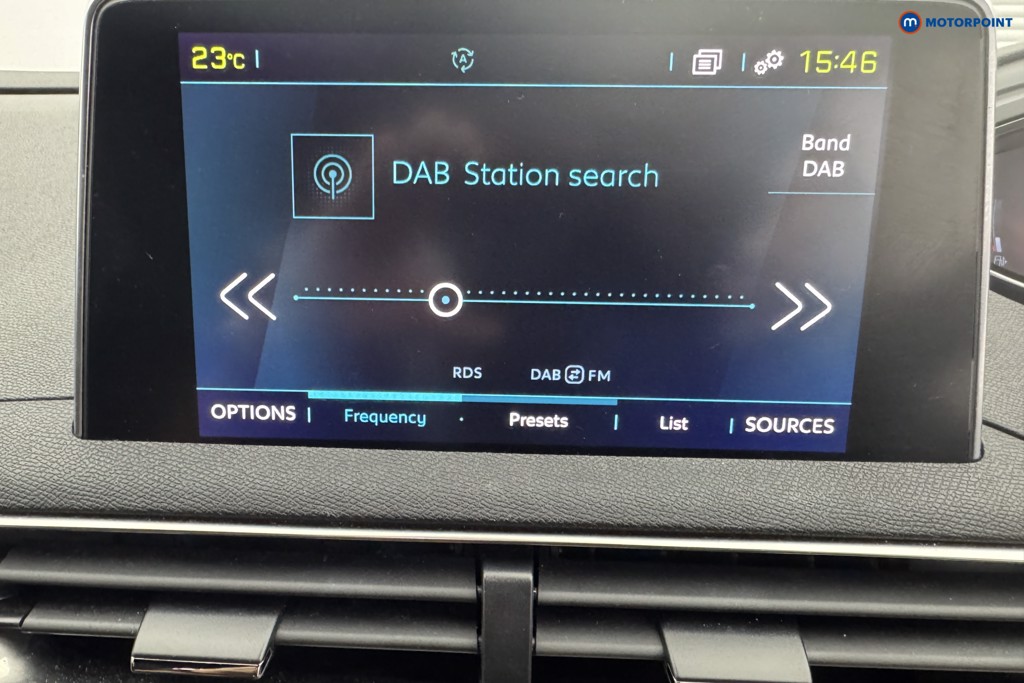 MOTORPOINT
23°C
A
15:46
DAB Station search
Band
DAB
RDS
DAB FM
OPTIONS
Frequency
Presets
List
SOURCES